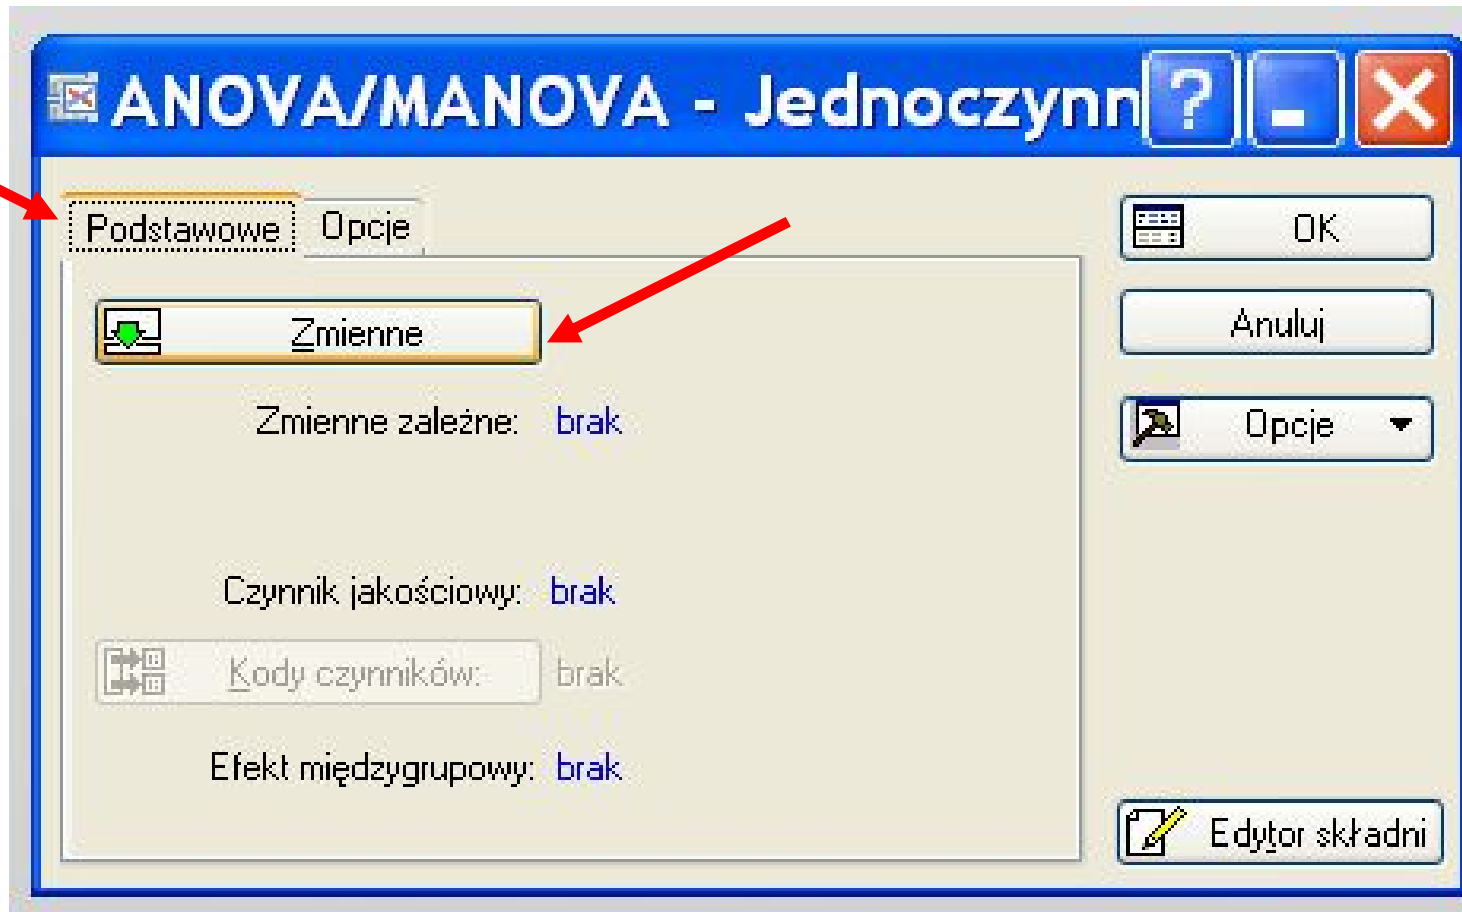 ANOVA/MANOVA - Jednoczynn
Podstawowe Opcje
OK
Zmienne
Anuluj
Zmienne zależne: brak
Opcje
Czynnik jakościowy: brak
Kody czynników: brak
Efekt międzygrupowy: brak
Edytor składni